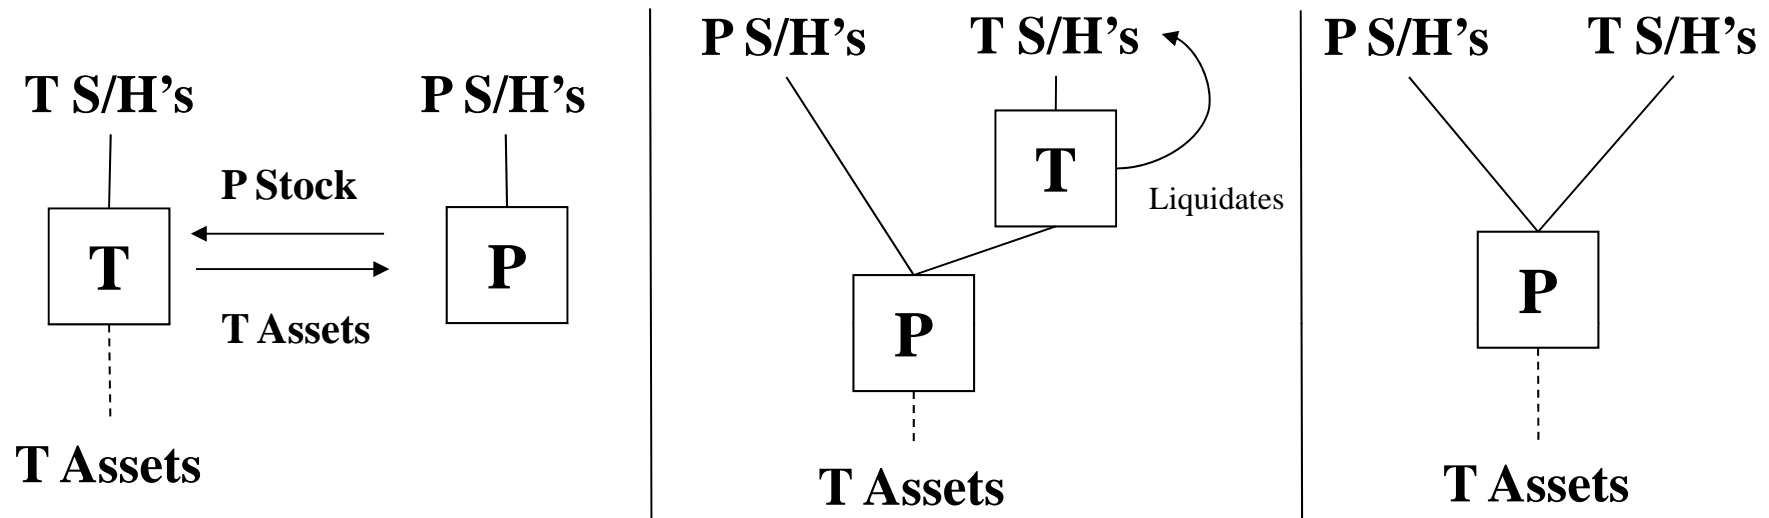 T S/H’s
P S/H’s
P Stock
T
P
T Assets
T Assets
P S/H’s
T S/H’s
T
Liquidates
P
T Assets
P S/H’s
T S/H’s
P
T Assets